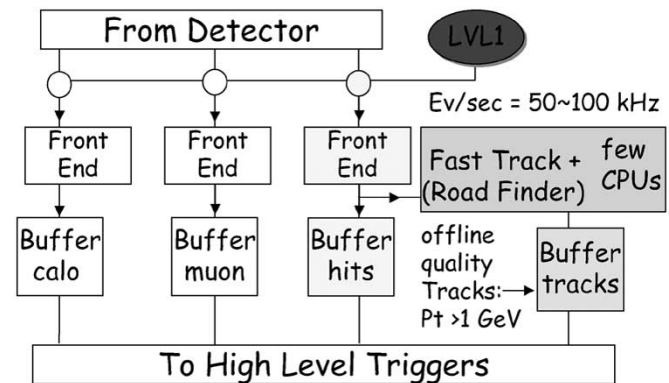 From Detector
LVL1
Ev/sec = 50~100 kHz
Front
End
Front
End
Front
End
Fast Track +
(Road Finder)
few
CPUs
Buffer
calo
Buffer
muon
Buffer
hits
offline
quality
Tracks:
Pt >1 GeV
Buffer
tracks
To High Level Triggers